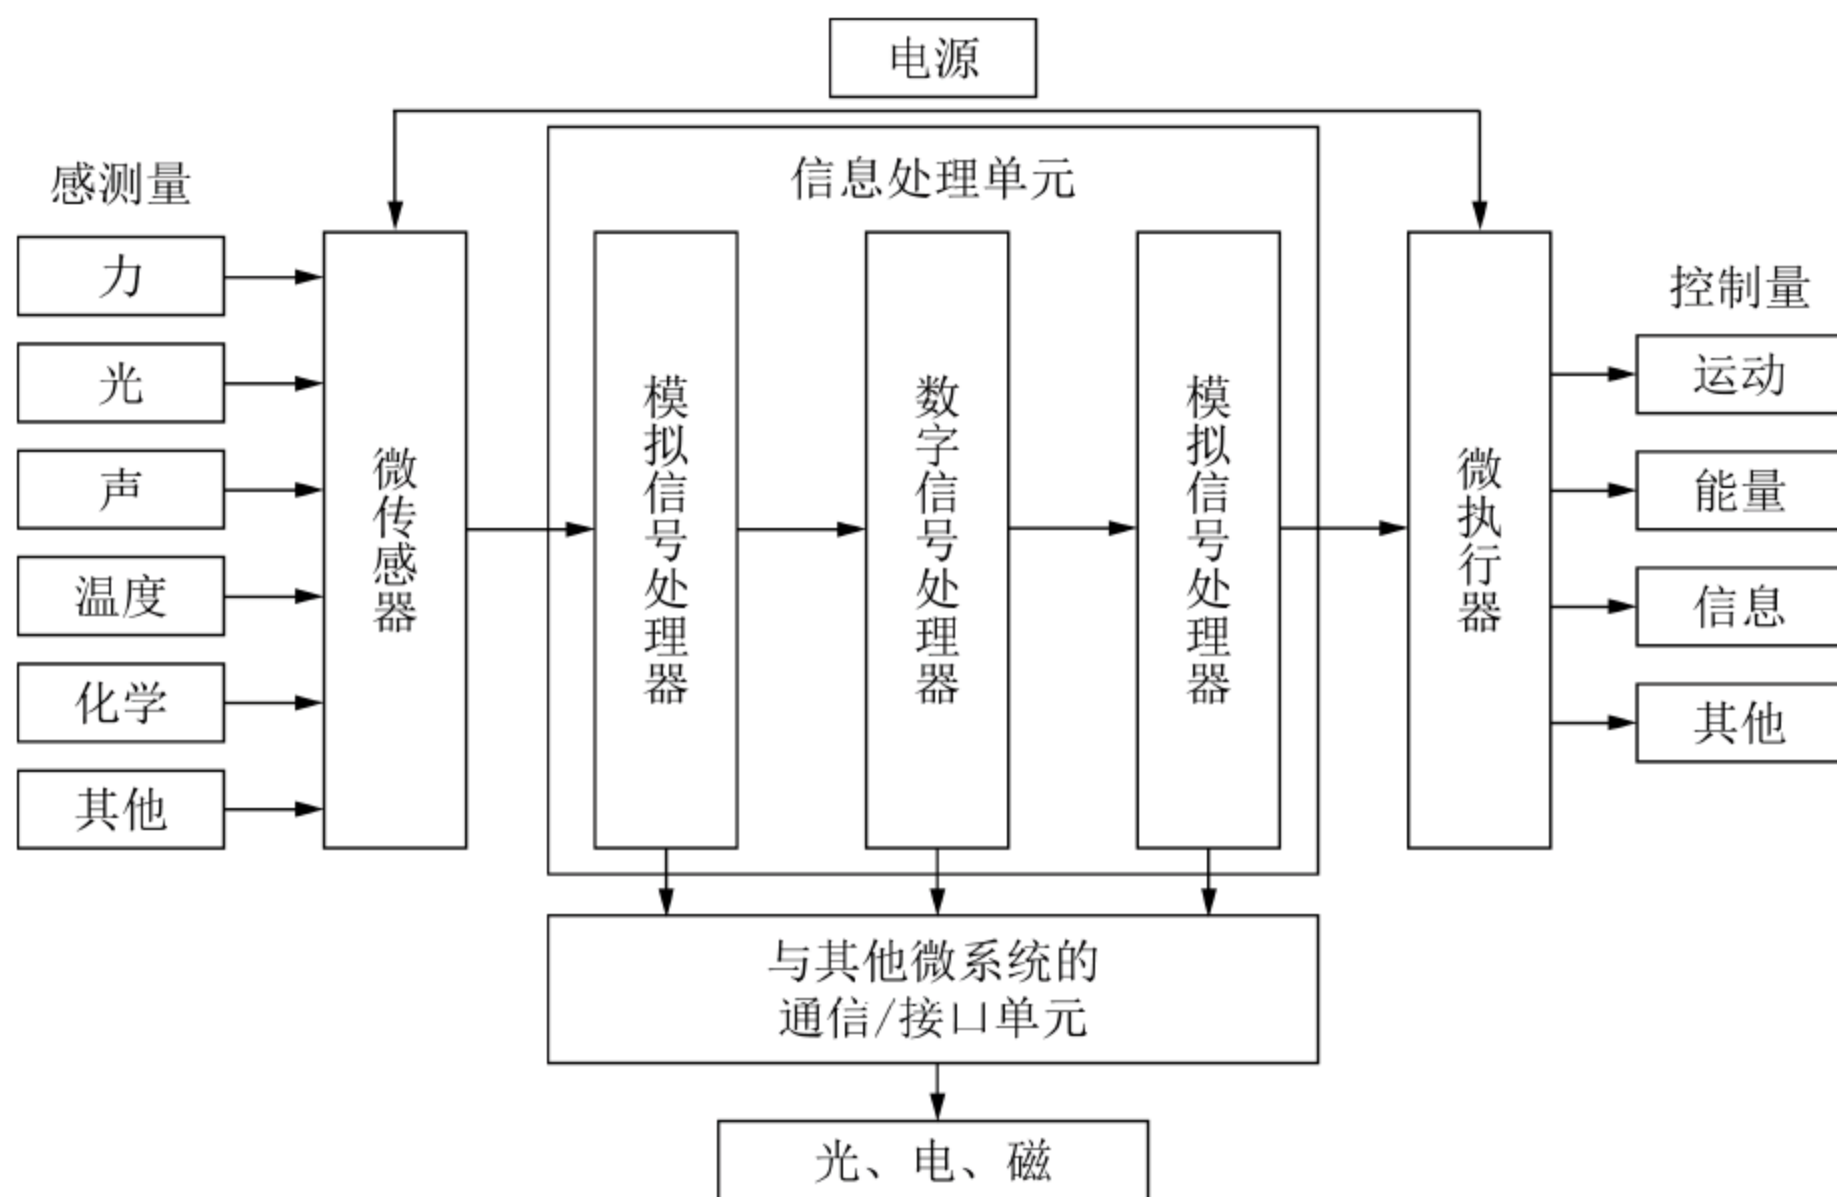 电源
信息处理单元
感测量
力
光
声
温度
化学
其他
微传感器
模拟信号处理器
数字信号处理器
模拟信号处理器
微执行器
控制量
运动
能量
信息
其他
与其他微系统的
通信/接口单元
光、电、磁